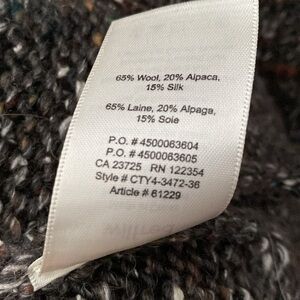 65% Wool, 20% Alpaca,
15% Silk
65% Laine, 20% Alpaga,
15% Soie
P.O. # 4500063604
P.O. # 4500063605
CA 23725 RN 122354
Style # CTY4-3472-36
Article # 61229